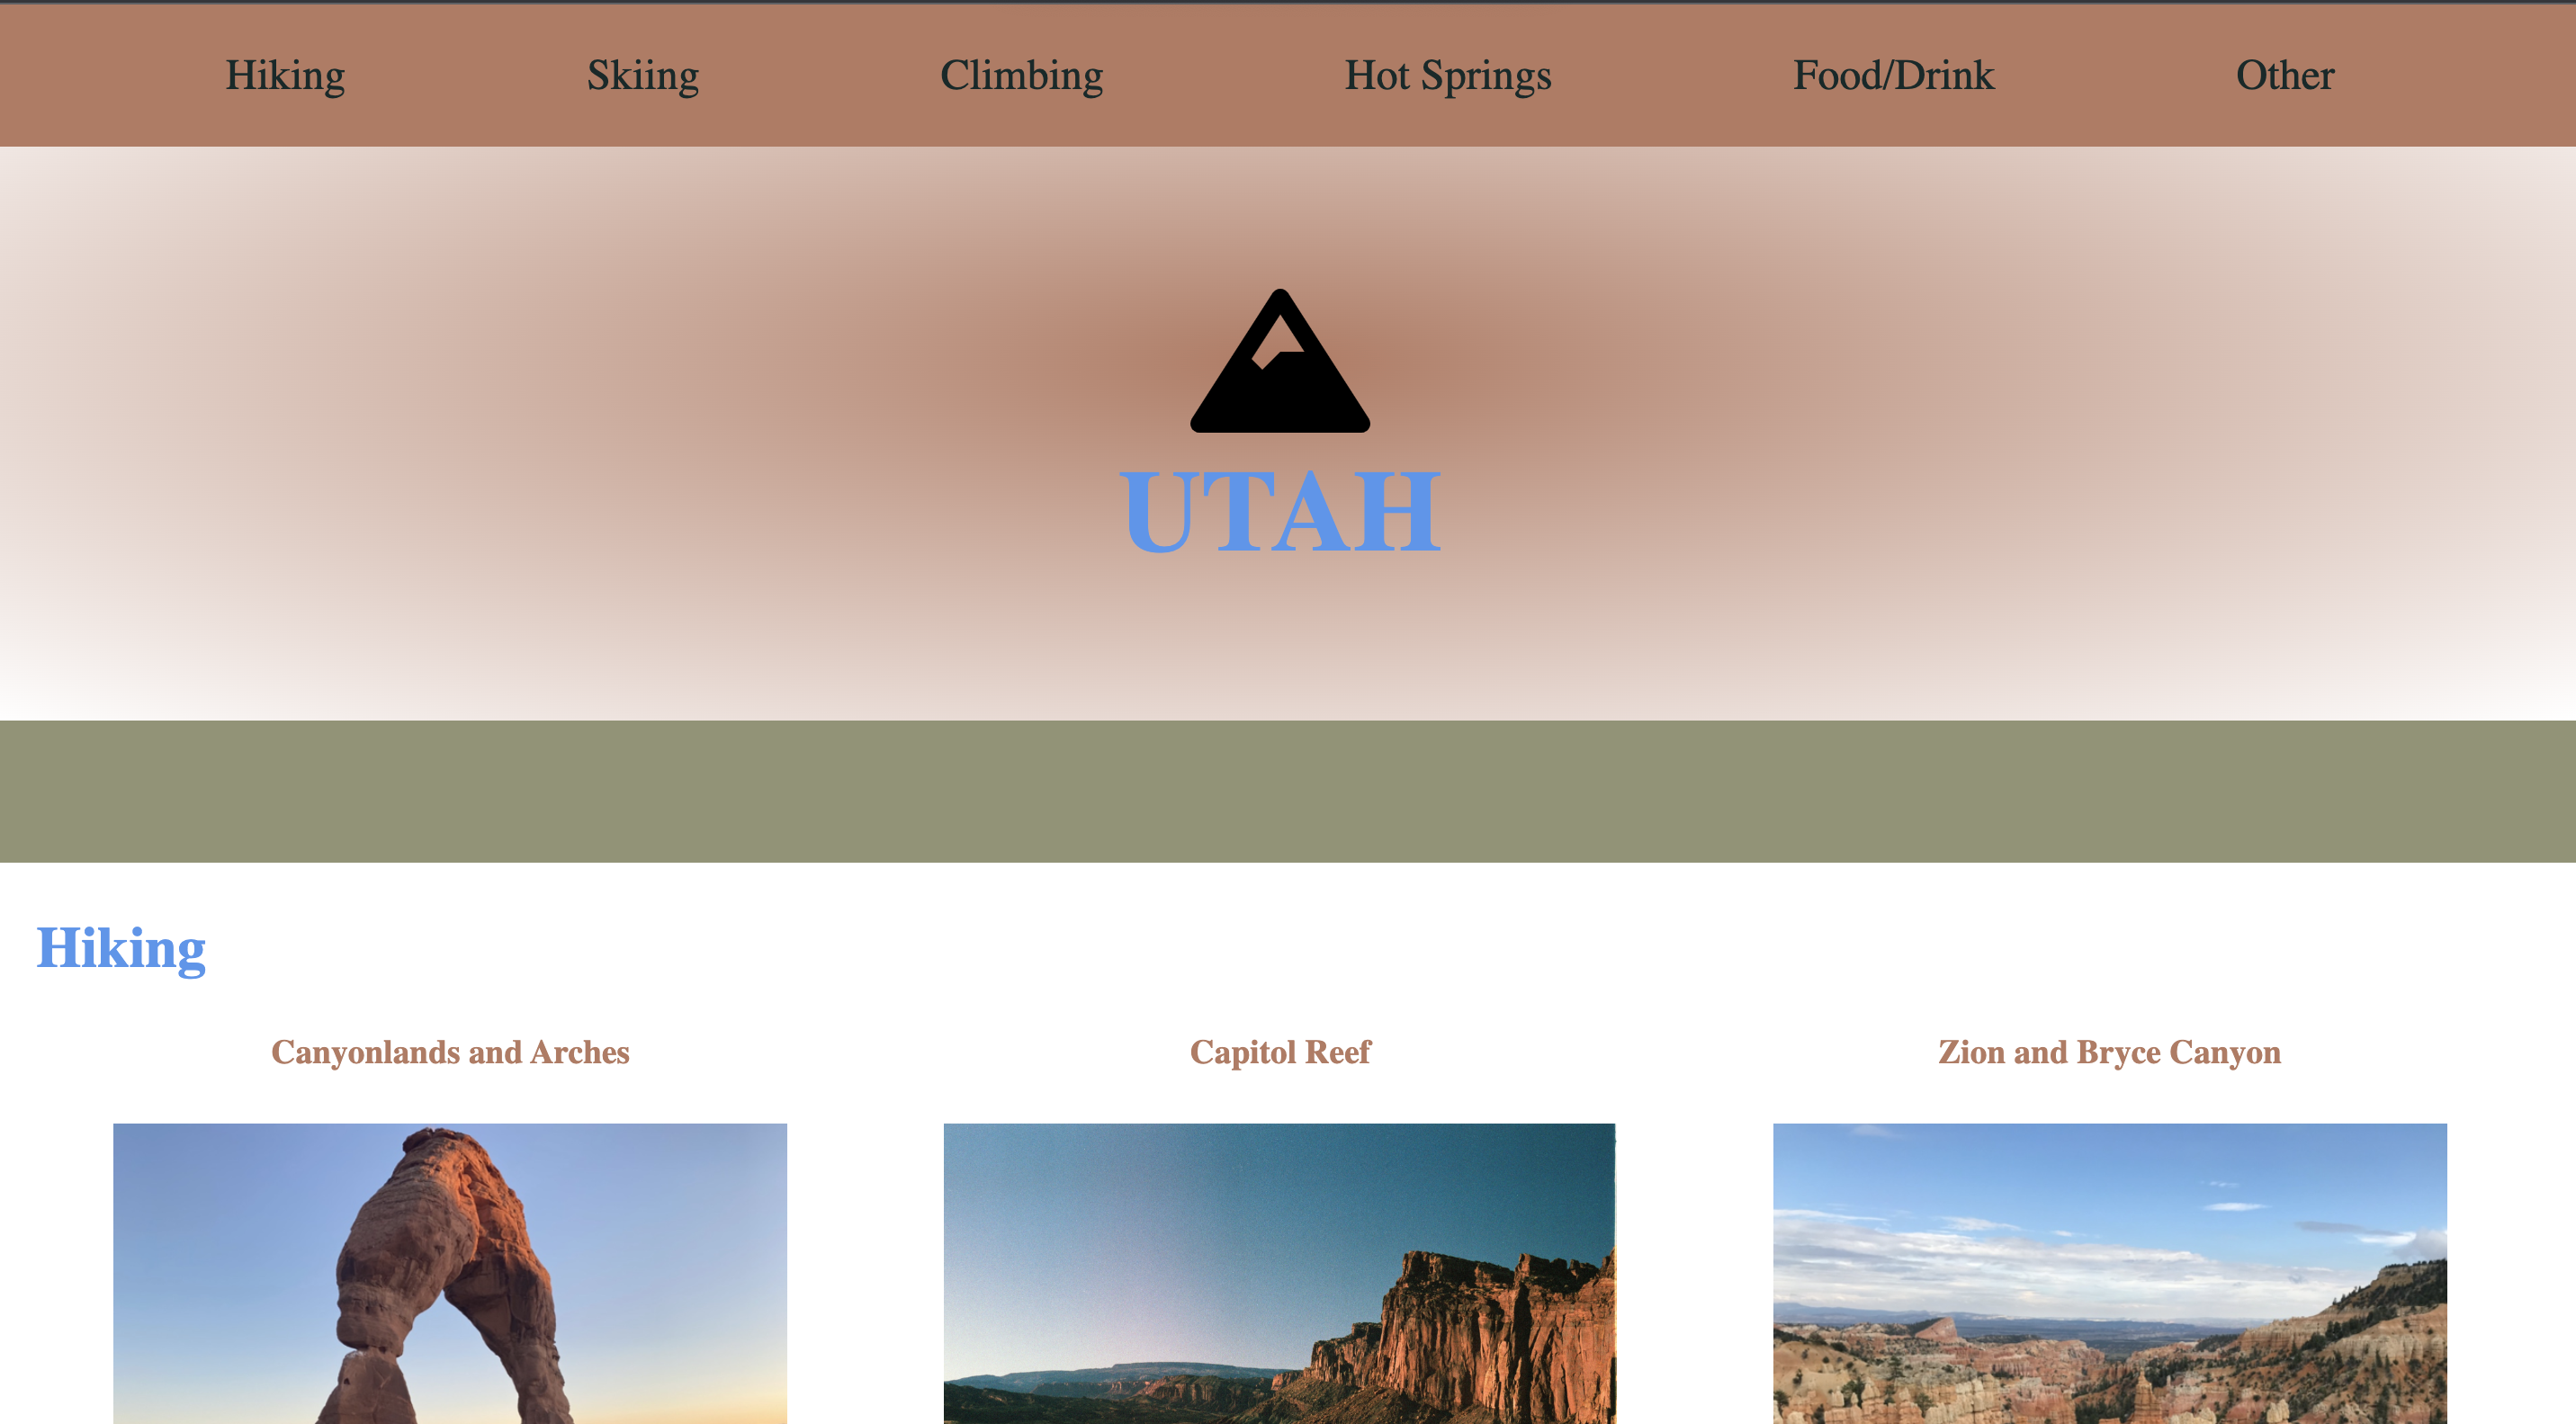 Hiking Skiing Climbing Hot Springs Food/Drink Other
UTAH
Hiking
Canyonlands and Arches Capitol Reef Zion and Bryce Canyon